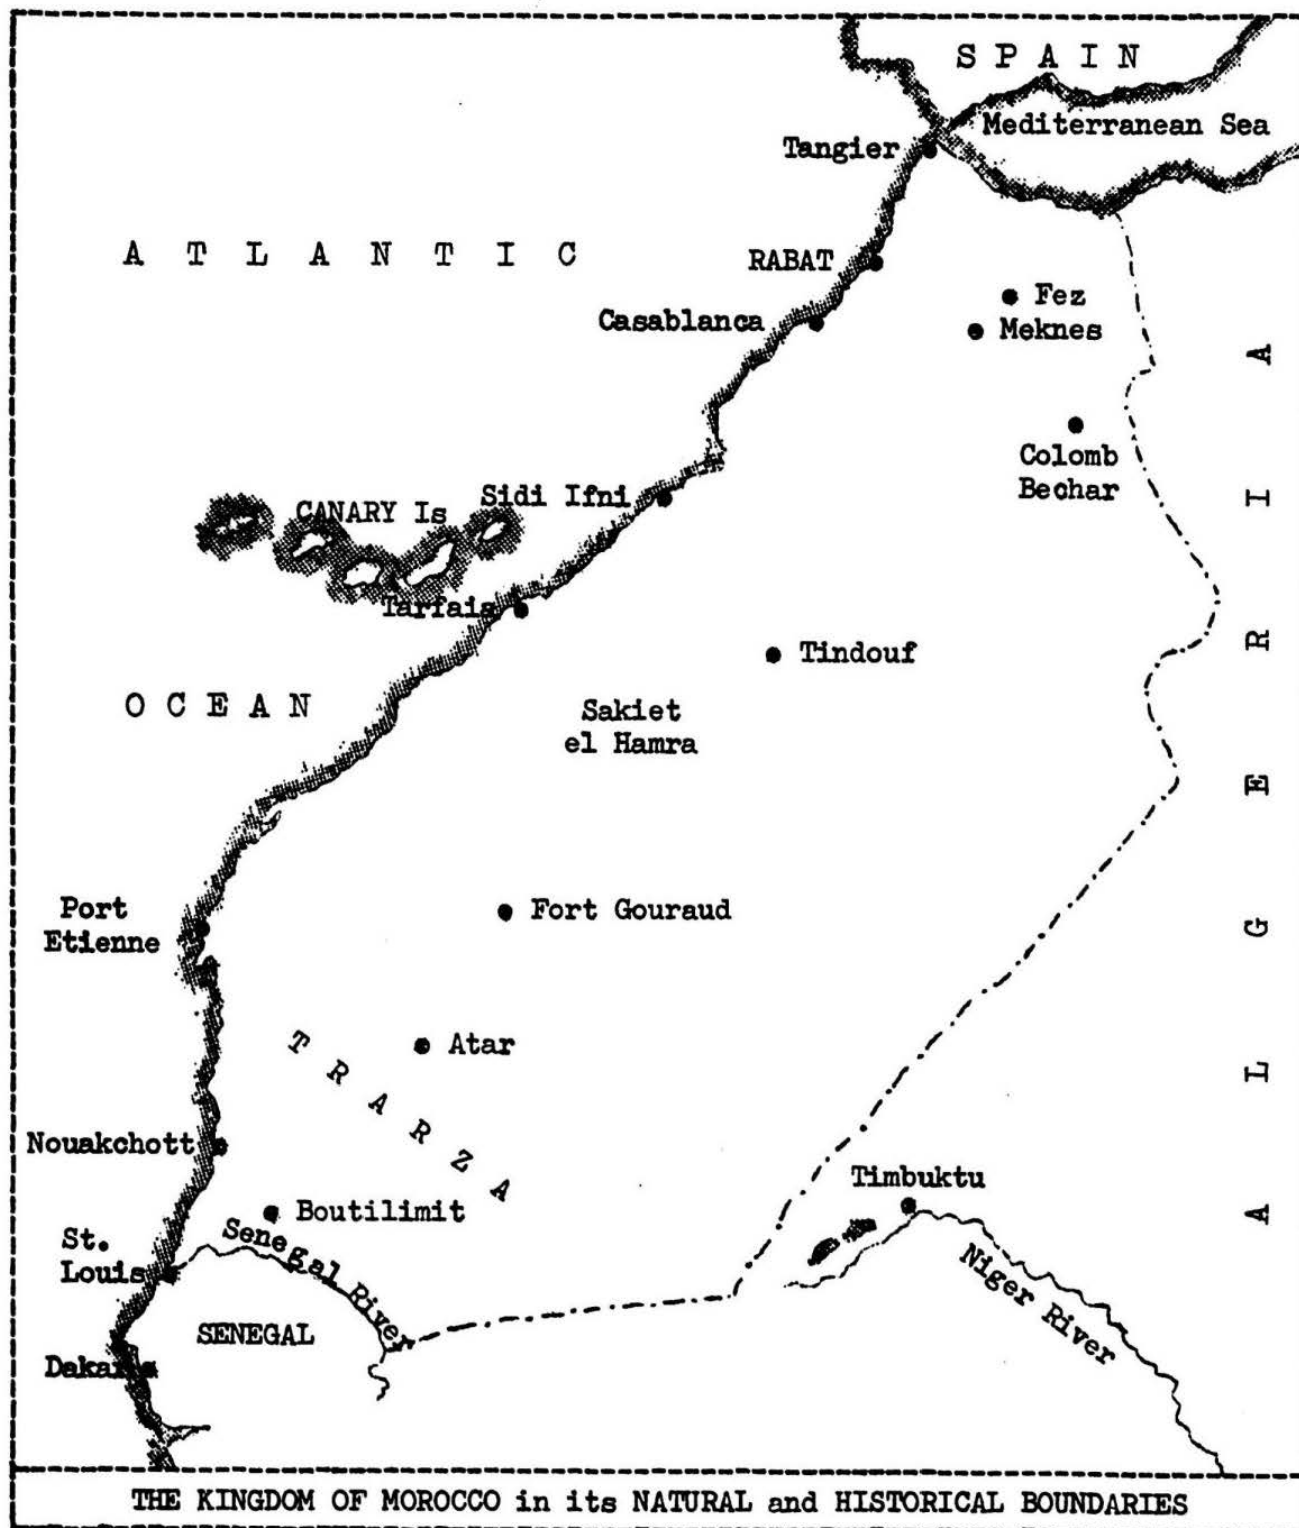 SPAIN
Mediterranean Sea
Tangier
ATLANTIC
RABAT
Fez
Casablanca
Meknes
Colomb
Bechar
Sidi Ifni
CANARY Is
Tarfaia
Tindouf
OCEAN
Sakiet
el Hamra
Port
Etienne
Fort Gouraud
Atar
TRARZA
Nouakchott
Timbuktu
Boutilimit
Senegal River
St.
Louis
Niger River
SENEGAL
Dakar
ALGERIA
THE KINGDOM OF MOROCCO in its NATURAL and HISTORICAL BOUNDARIES